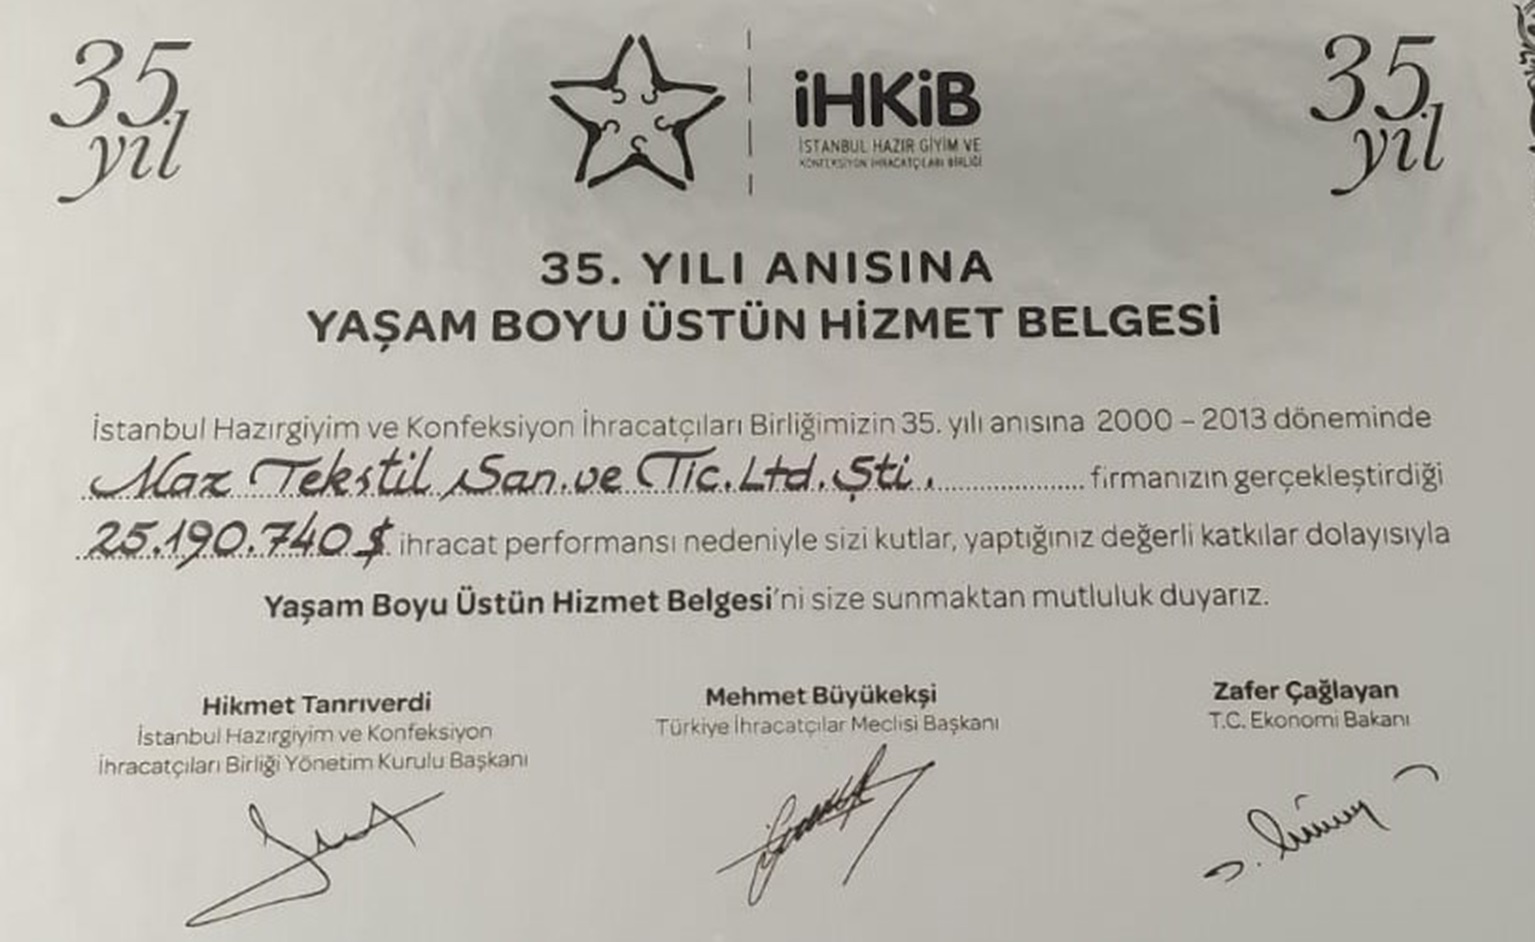 35
yıl
iHKiB
İSTANBUL HAZIR GİYİM VE
KONFEKSİYON İHRACATÇILARI BİRLİĞİ
35
yıl
35. YILI ANISINA
YAŞAM BOYU ÜSTÜN HİZMET BELGESİ
İstanbul Hazırgiyim ve Konfeksiyon İhracatçıları Birliğimizin 35. yılı anısına 2000 – 2013 döneminde
Max Tekstil San. ve Tic. Ltd. Şti. firmanızın gerçekleştirdiği
25.190.740 $ ihracat performansı nedeniyle sizi kutlar, yaptığınız değerli katkılar dolayısıyla
Yaşam Boyu Üstün Hizmet Belgesi'ni size sunmaktan mutluluk duyarız.
Hikmet Tanrıverdi
İstanbul Hazırgiyim ve Konfeksiyon
İhracatçıları Birliği Yönetim Kurulu Başkanı
Mehmet Büyükekşi
Türkiye İhracatçılar Meclisi Başkanı
Zafer Çağlayan
T.C. Ekonomi Bakanı